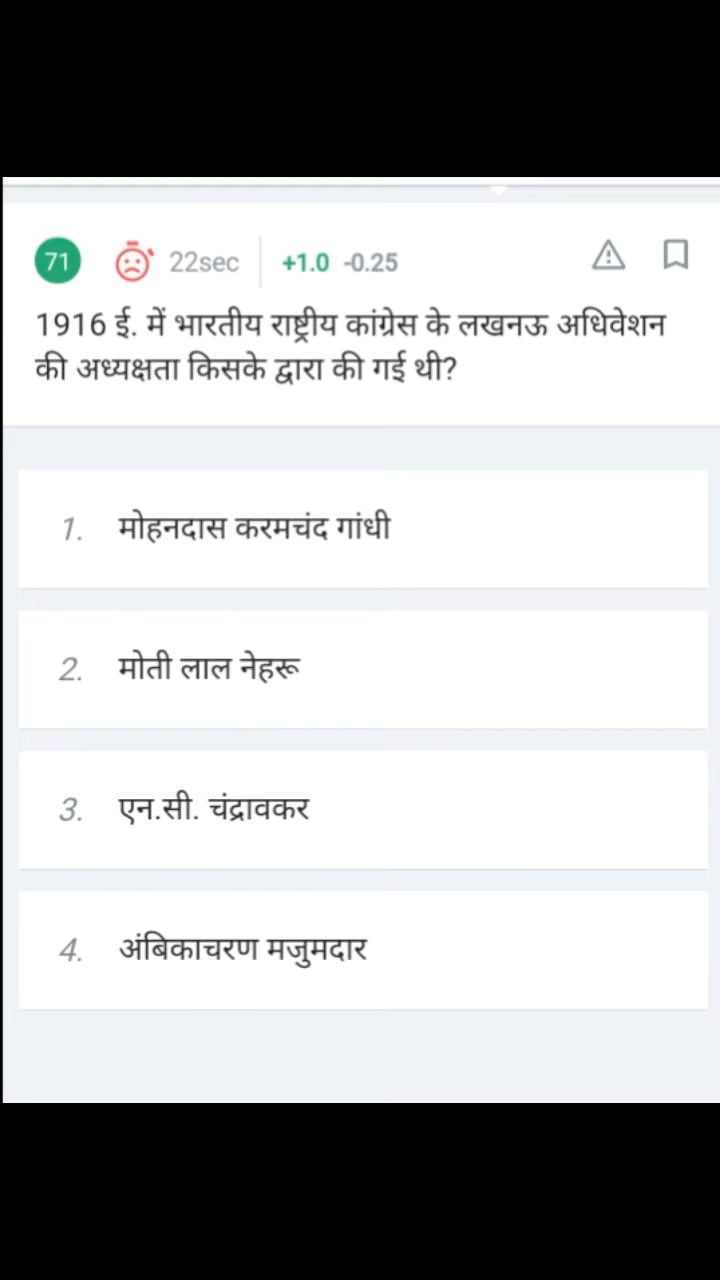 71 22sec +1.0 -0.25
1916 ई. में भारतीय राष्ट्रीय कांग्रेस के लखनऊ अधिवेशन
की अध्यक्षता किसके द्वारा की गई थी?
1. मोहनदास करमचंद गांधी
2. मोती लाल नेहरू
3. एन.सी. चंद्रावकर
4. अंबिकाचरण मजुमदार